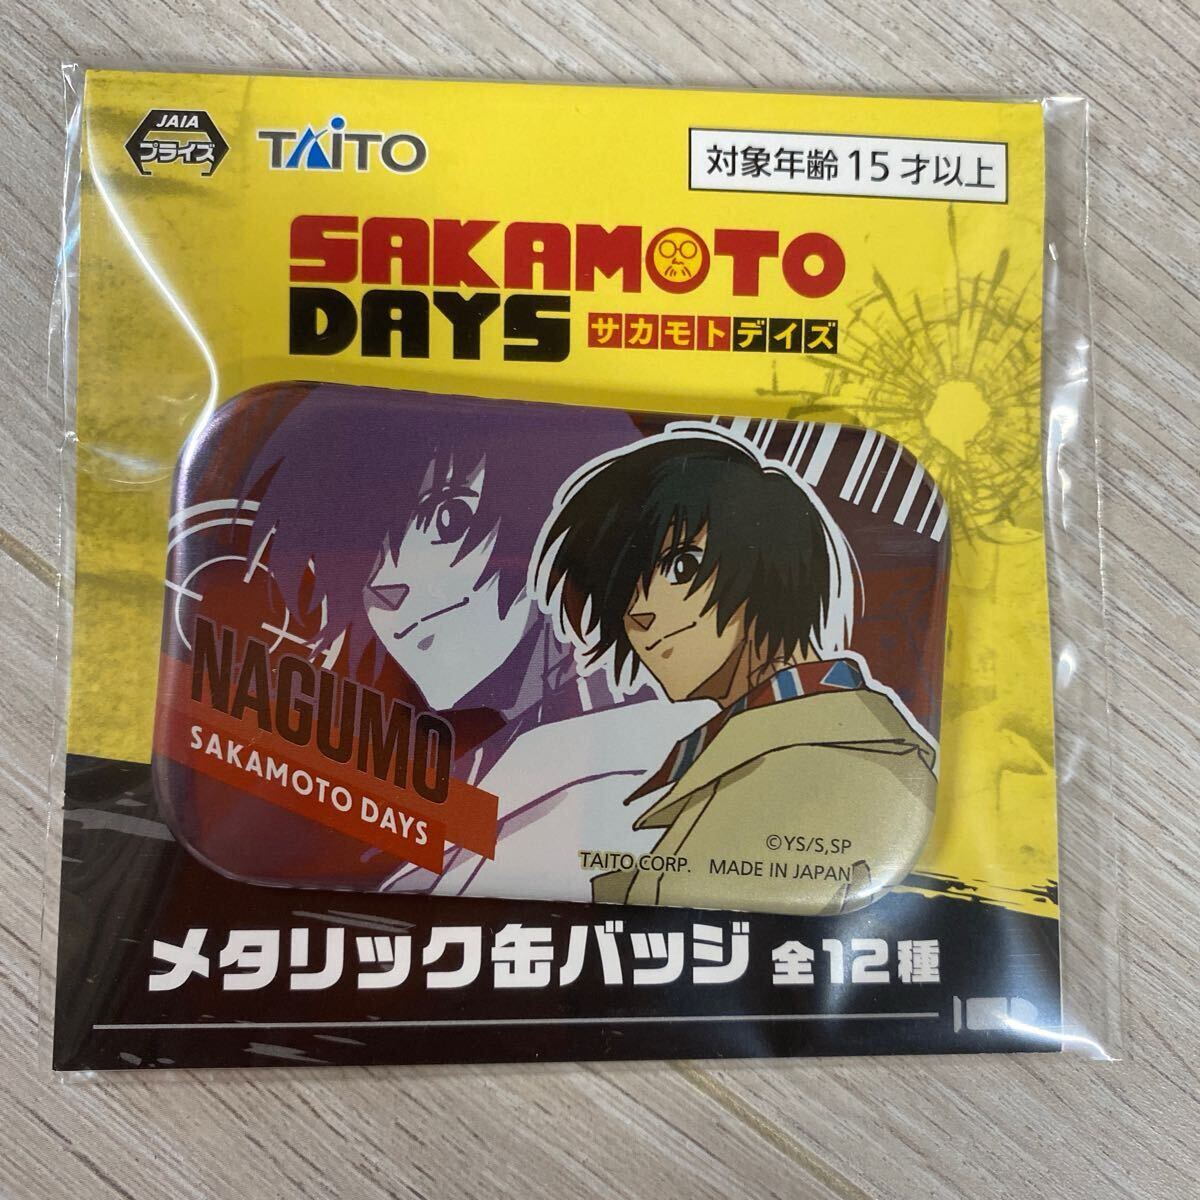 JAIA
プライズ
TAITO
対象年齢15才以上
SAKAMOTO
DAYS サカモトデイズ
NAGUMO
SAKAMOTO DAYS
©YS/S,SP
TAITO CORP. MADE IN JAPAN
メタリック缶バッジ 全12種